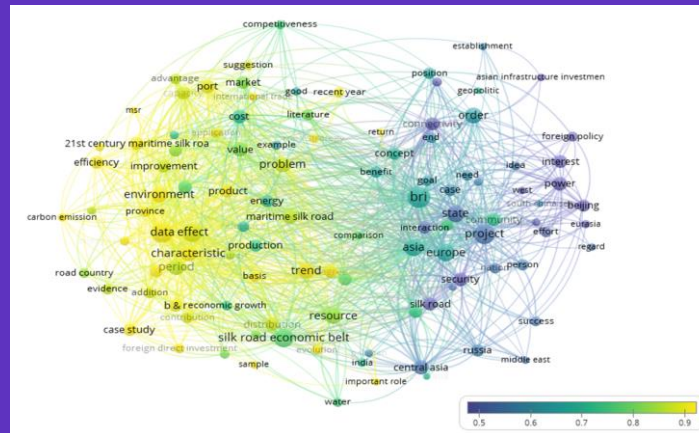 competitiveness
establishment
suggestion
advantage
position
asian infrastructure investmen
market
port
geopolitic
good
recent year
international trade
msr
literature
cost
order
connectivity
return
end
foreign policy
21st century maritime silk roa
value
example
concept
efficiency
improvement
problem
idea
interest
benefit
need
goal
power
environment
product
case
west
bri
energy
beijing
province
state
carbon emission
maritime silk road
community
eurasia
interaction
data effect
comparison
project
effort
production
asia
regard
characteristic
europe
period
person
road country
basis
trend
security
evidence
addition
b & r
economic growth
silk road
contribution
resource
case study
distribution
success
silk road economic belt
foreign direct investment
evolution
russia
sample
india
central asia
middle east
important role
water
0.5 0.6 0.7 0.8 0.9